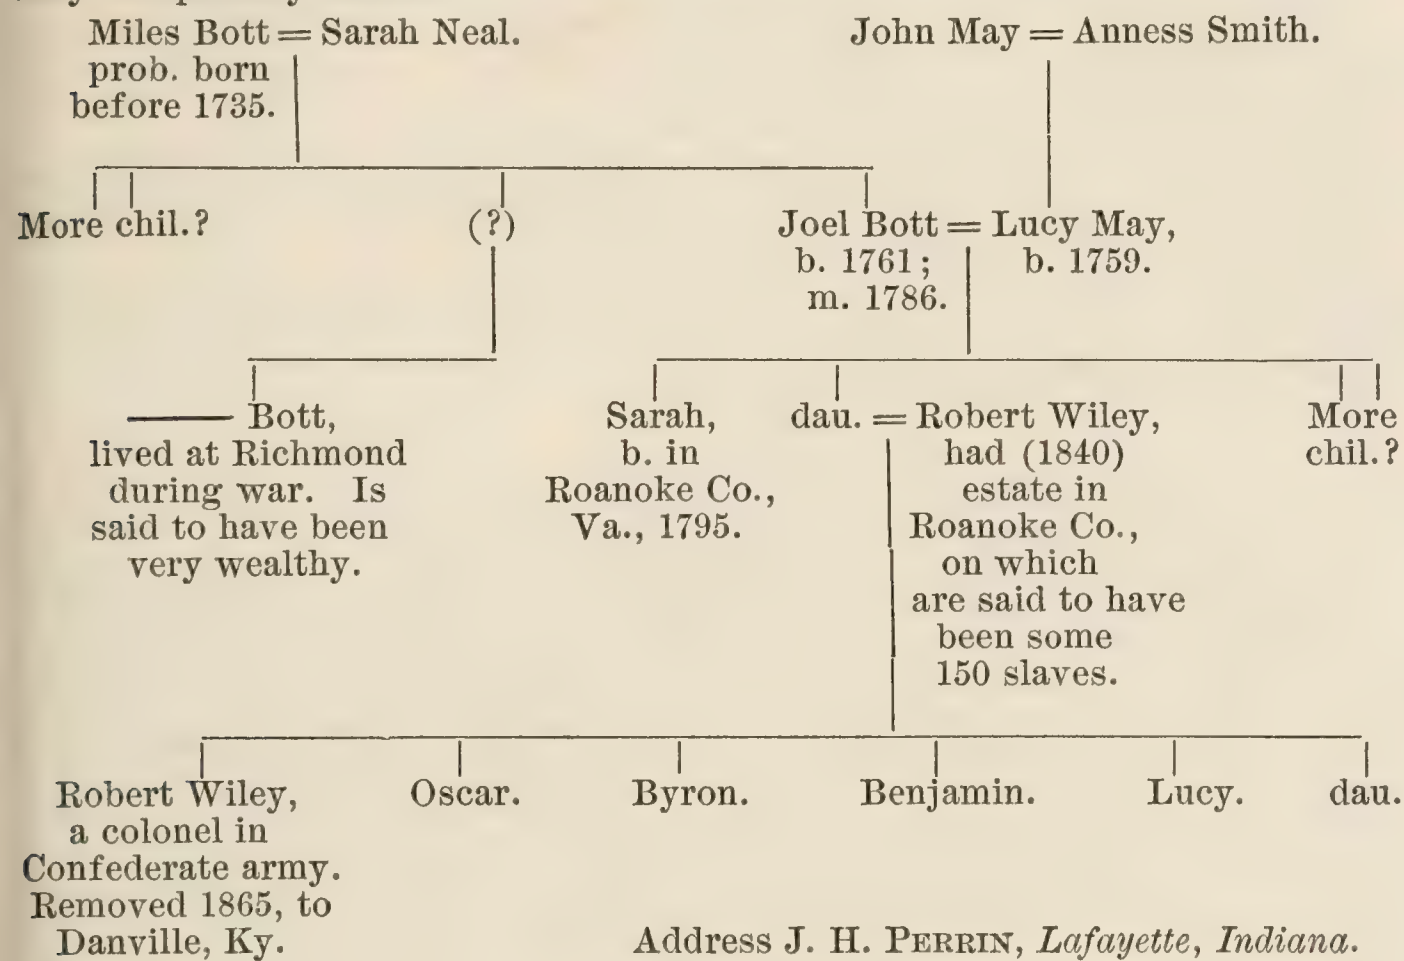 Miles Bott = Sarah Neal.
prob. born
before 1735.
John May = Anness Smith.
More chil.?
(?)
Joel Bott = Lucy May,
b. 1761; b. 1759.
m. 1786.
—— Bott,
lived at Richmond
during war. Is
said to have been
very wealthy.
Sarah,
b. in
Roanoke Co.,
Va., 1795.
dau. = Robert Wiley,
had (1840)
estate in
Roanoke Co.,
on which
are said to have
been some
150 slaves.
More
chil.?
Robert Wiley,
a colonel in
Confederate army.
Removed 1865, to
Danville, Ky.
Oscar.
Byron.
Benjamin.
Lucy.
dau.
Address J. H. PERRIN, Lafayette, Indiana.